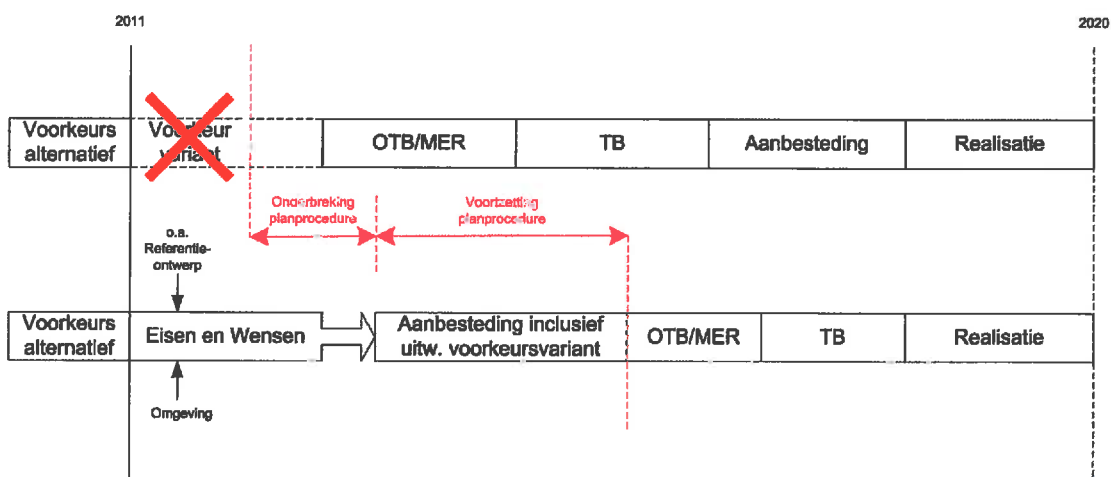 2011
2020
Voorkeurs
alternatief
Voorkeur
variant
OTB/MER
TB
Aanbesteding
Realisatie
Onderbreking
planprocedure
Voortzetting
planprocedure
o.a.
Referentie-
ontwerp
Voorkeurs
alternatief
Eisen en Wensen
Aanbesteding inclusief
uitw. voorkeursvariant
OTB/MER
TB
Realisatie
Omgeving